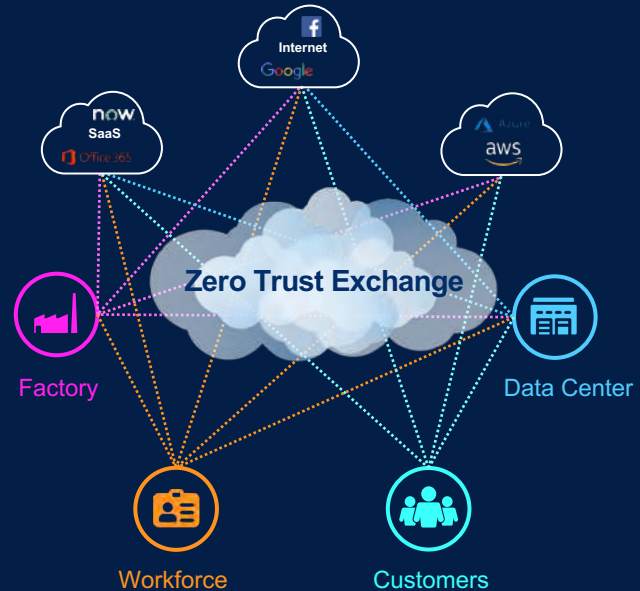 f
Internet
Google
now
SaaS
Office 365
Azure
aws
Zero Trust Exchange
Factory
Data Center
Workforce
Customers